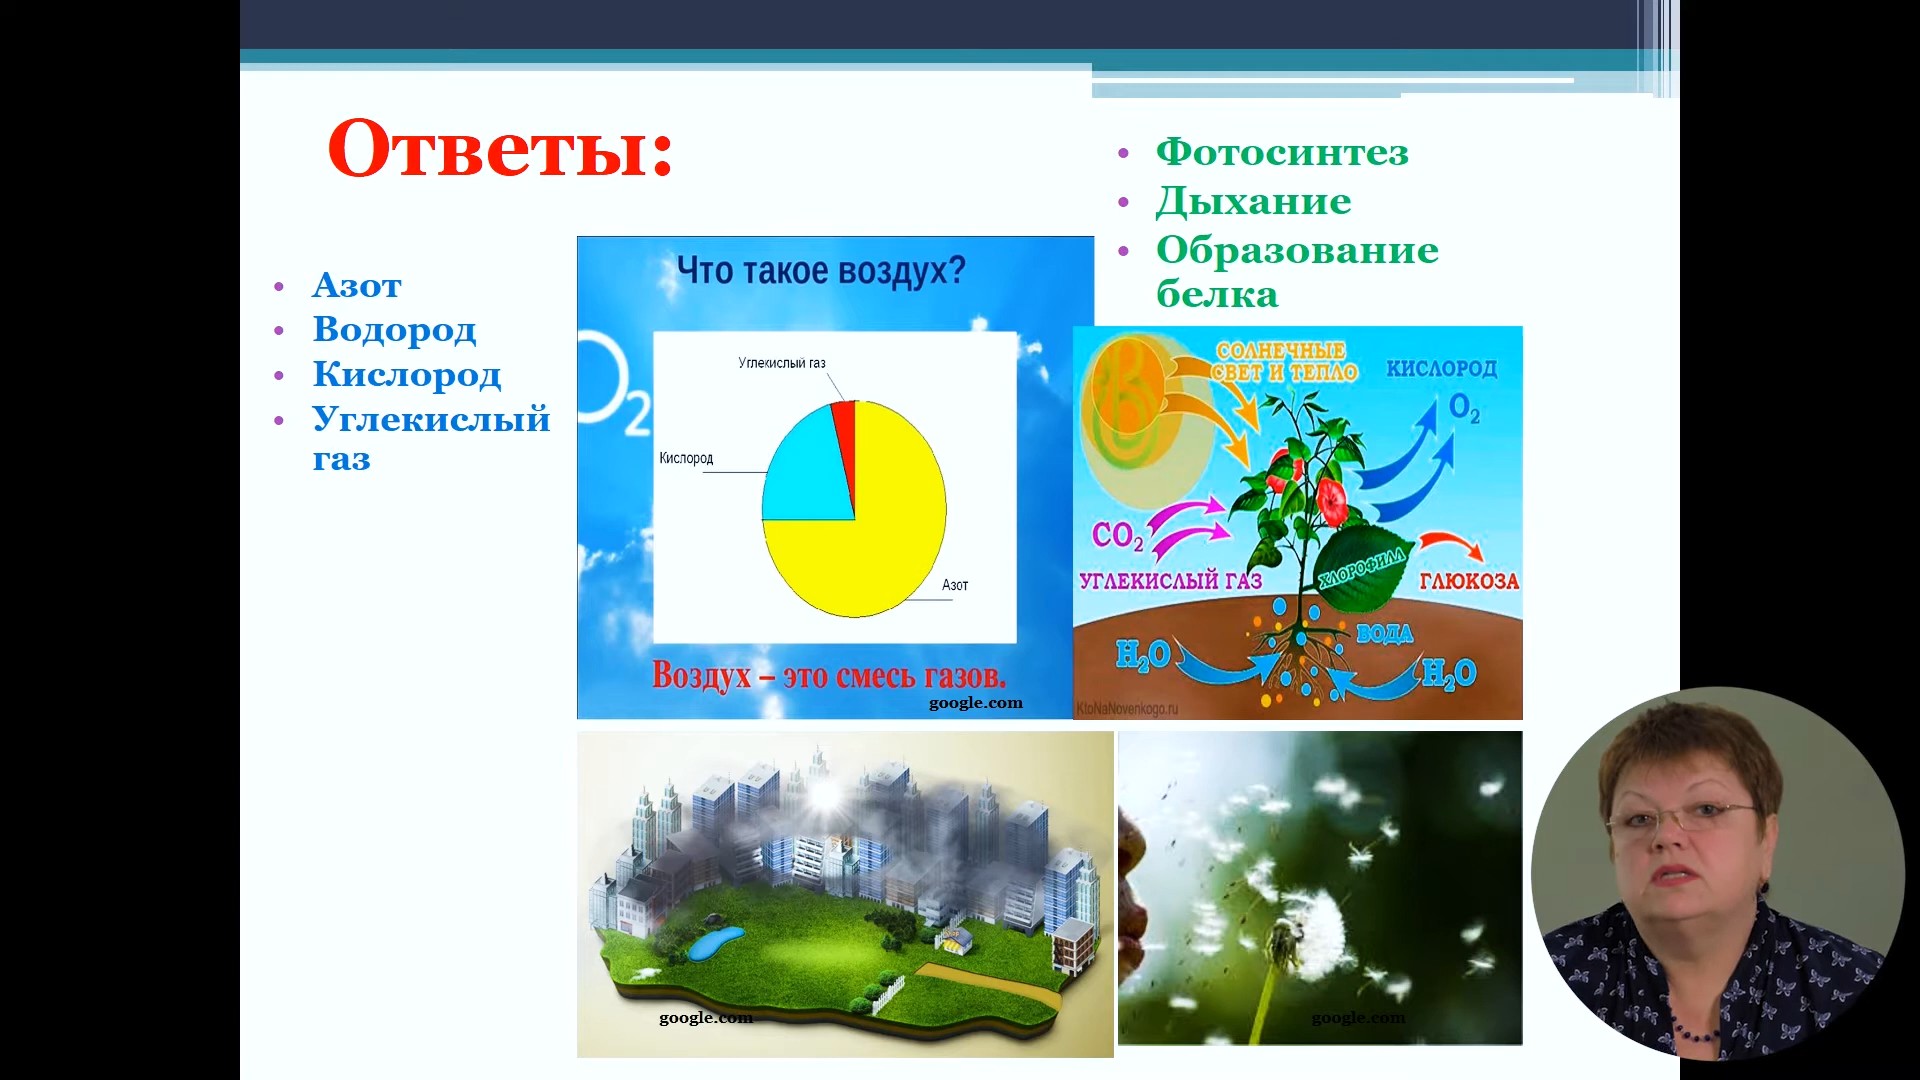 Ответы:
Азот
Водород
Кислород
Углекислый
газ
Фотосинтез
Дыхание
Образование
белка
Что такое воздух?
O2
Углекислый газ
Кислород
Азот
Воздух – это смесь газов.
google.com
СОЛНЕЧНЫЕ
СВЕТ И ТЕПЛО
КИСЛОРОД
O2
CO2
УГЛЕКИСЛЫЙ ГАЗ
ХЛОРОФИЛЛ
ГЛЮКОЗА
ВОДА
H2O
H2O
KtoNaNovenkogo.ru
google.com
google.com